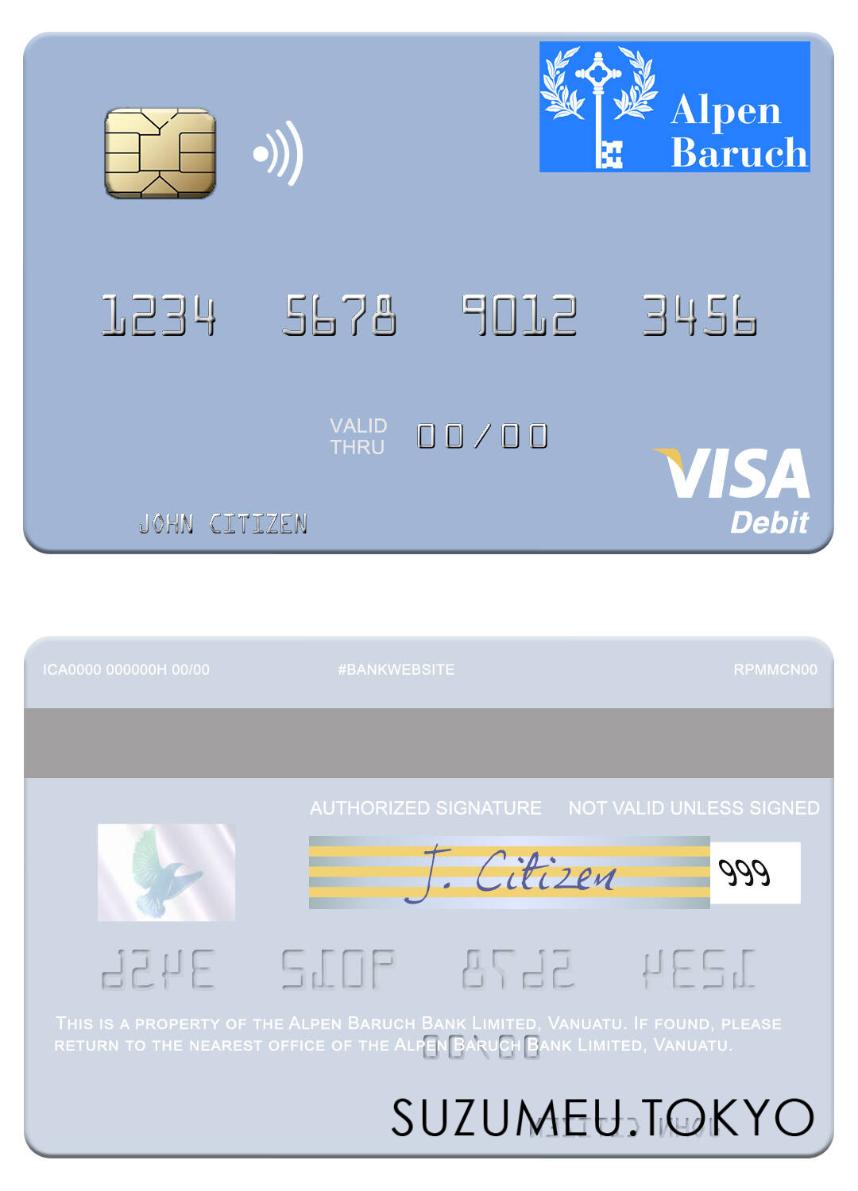 Alpen
Baruch
1234 5678 9012 3456
VALID
THRU 00/00
VISA
Debit
JOHN CITIZEN
ICA0000 000000H 00/00 #BANKWEBSITE RPMMCN00
AUTHORIZED SIGNATURE NOT VALID UNLESS SIGNED
J. Citizen 999
THIS IS A PROPERTY OF THE ALPEN BARUCH BANK LIMITED, VANUATU. IF FOUND, PLEASE
RETURN TO THE NEAREST OFFICE OF THE ALPEN BARUCH BANK LIMITED, VANUATU.
SUZUMEU.TOKYO